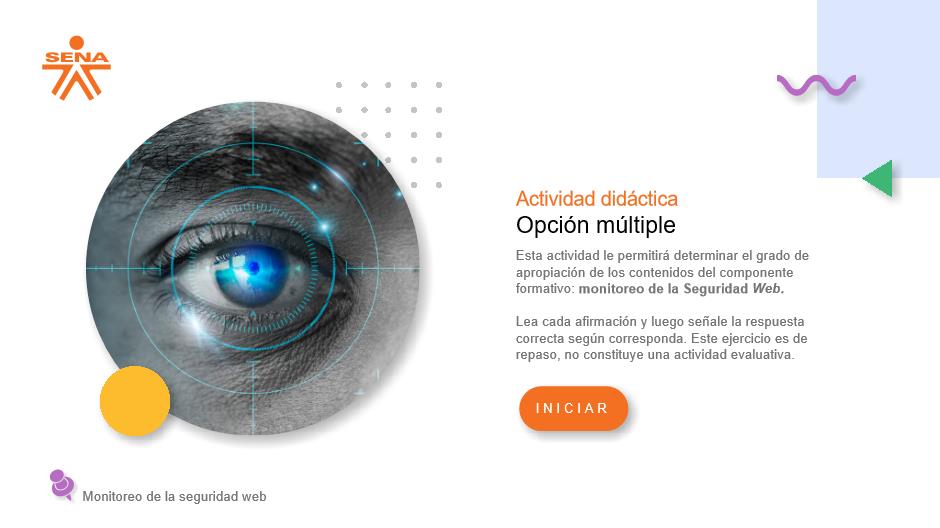 SENA
Actividad didáctica
Opción múltiple
Esta actividad le permitirá determinar el grado de
apropiación de los contenidos del componente
formativo: monitoreo de la Seguridad Web.
Lea cada afirmación y luego señale la respuesta
correcta según corresponda. Este ejercicio es de
repaso, no constituye una actividad evaluativa.
INICIAR
Monitoreo de la seguridad web